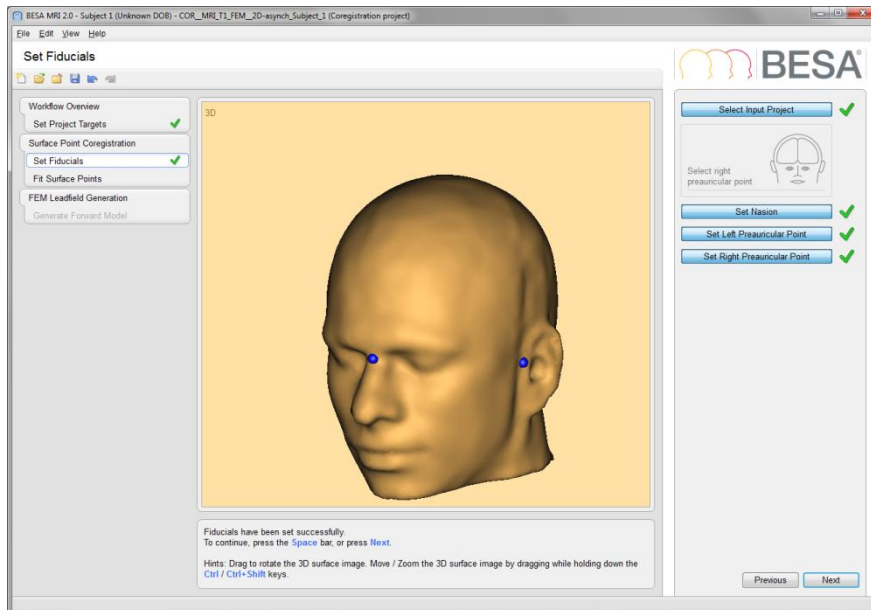 BESA MRI 2.0 - Subject 1 (Unknown DOB) - COR__MRI_T1_FEM__2D-asynch_Subject_1 (Coregistration project)
File Edit View Help
Set Fiducials
BESA®
Workflow Overview
Set Project Targets
Surface Point Coregistration
Set Fiducials
Fit Surface Points
FEM Leadfield Generation
Generate Forward Model
3D
Select Input Project
Select right
preauricular point
Set Nasion
Set Left Preauricular Point
Set Right Preauricular Point
Fiducials have been set successfully.
To continue, press the Space bar, or press Next.
Hints: Drag to rotate the 3D surface image. Move / Zoom the 3D surface image by dragging while holding down the
Ctrl / Ctrl+Shift keys.
Previous Next